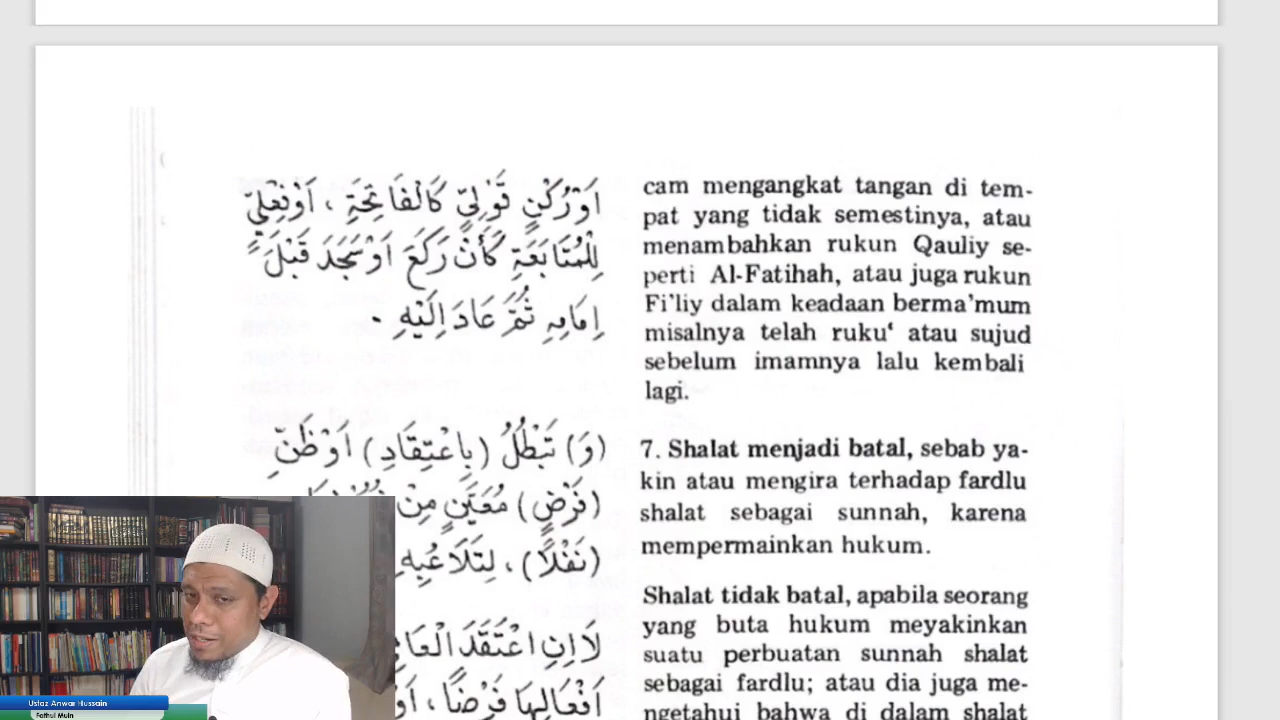 اَوْرُكْنٍ قَوْلِيٍّ كَالْفَاتِحَةِ ، اَوْفِعْلِيٍّ
لِلْمُتَابَعَةِ كَأَنْ رَكَعَ اَوْسَجَدَ قَبْلَ
اِمَامِهِ ثُمَّ عَادَ اِلَيْهِ .
(وَ) تَبْطُلُ (بِاعْتِقَادِ) اَوْظَنِّ
(فَرْضٍ) مُعَيَّنٍ مِنْ
(نَفْلًا) ، لِتَلَاعُبِهِ
لَا اِنِ اعْتَقَدَ
اَفْعَالِهَا فَرْضًا ،
cam mengangkat tangan di tem-
pat yang tidak semestinya, atau
menambahkan rukun Qauliy se-
perti Al-Fatihah, atau juga rukun
Fi'liy dalam keadaan berma'mum
misalnya telah ruku' atau sujud
sebelum imamnya lalu kembali
lagi.
7. Shalat menjadi batal, sebab ya-
kin atau mengira terhadap fardlu
shalat sebagai sunnah, karena
mempermainkan hukum.
Shalat tidak batal, apabila seorang
yang buta hukum meyakinkan
suatu perbuatan sunnah shalat
sebagai fardlu; atau dia juga me-
ngetahui bahwa di dalam shalat
Ustaz Anwar Hussain
Fathul Muin